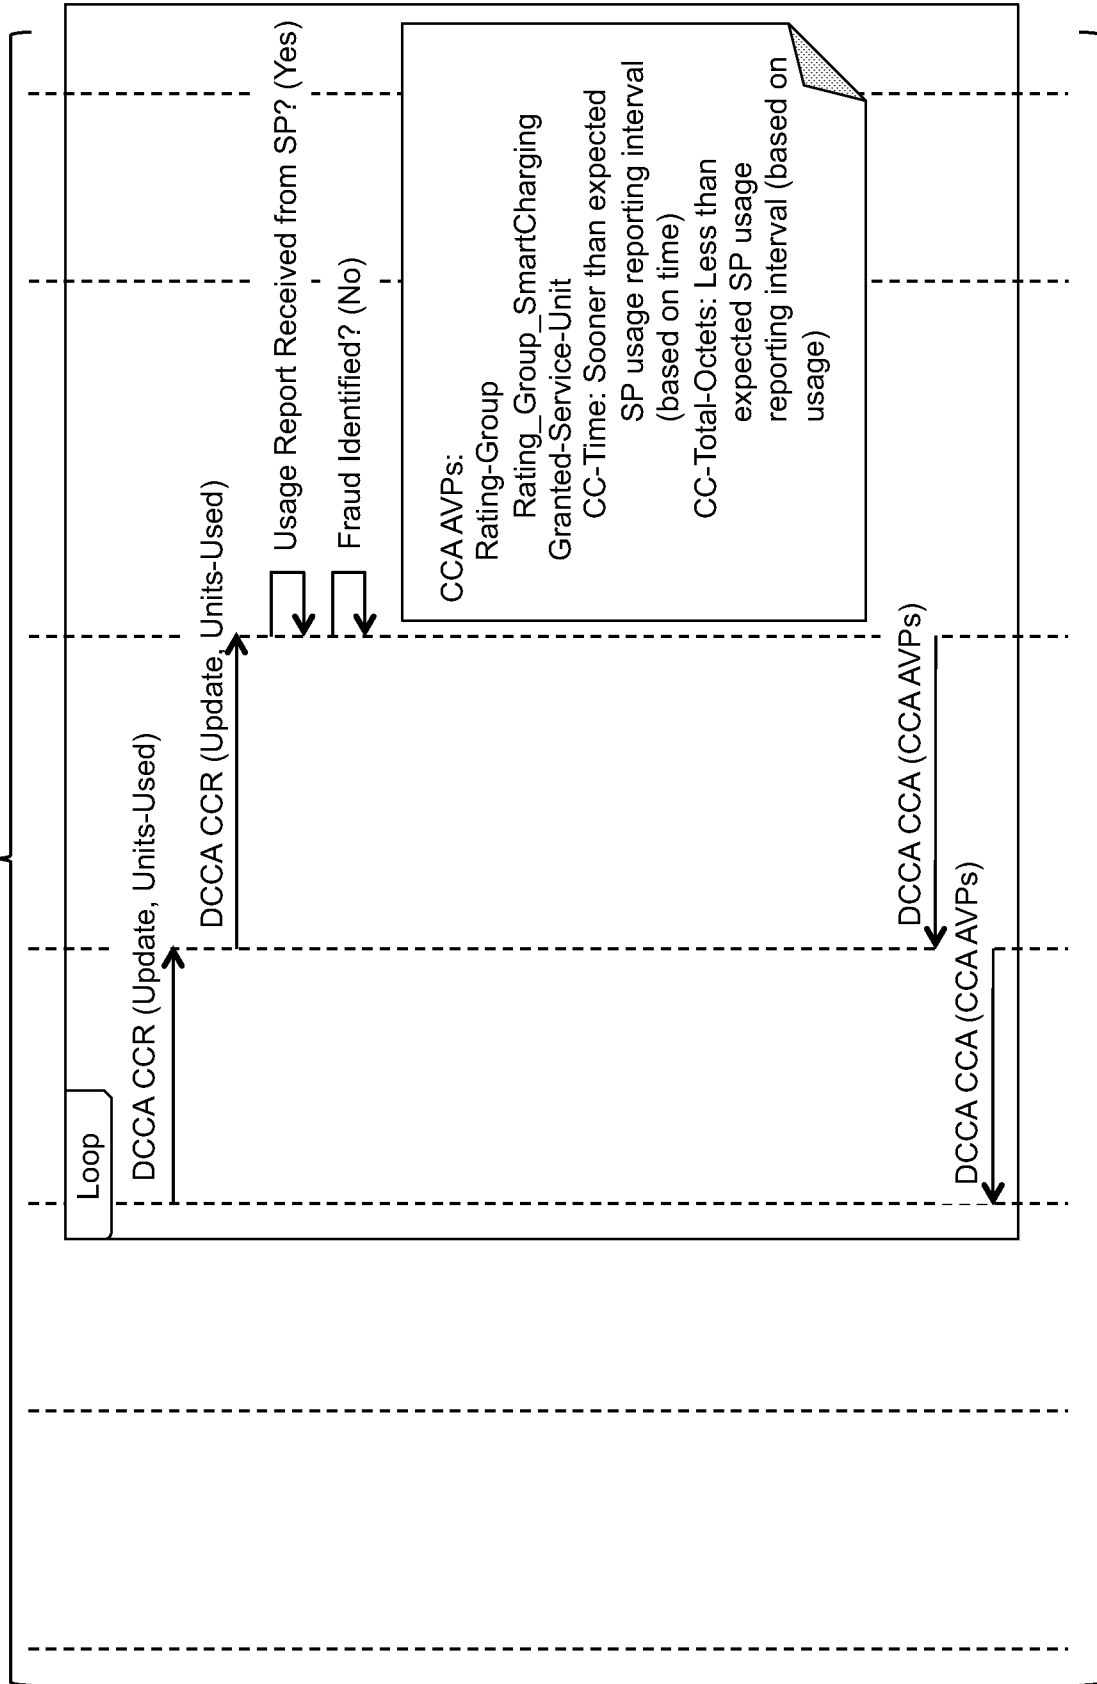 Loop
DCCA CCR (Update, Units-Used)
DCCA CCR (Update, Units-Used)
Usage Report Received from SP? (Yes)
Fraud Identified? (No)
CCA AVPs:
Rating-Group
Rating_Group_SmartCharging
Granted-Service-Unit
CC-Time: Sooner than expected
SP usage reporting interval
(based on time)
CC-Total-Octets: Less than
expected SP usage
reporting interval (based on
usage)
DCCA CCA (CCA AVPs)
DCCA CCA (CCA AVPs)